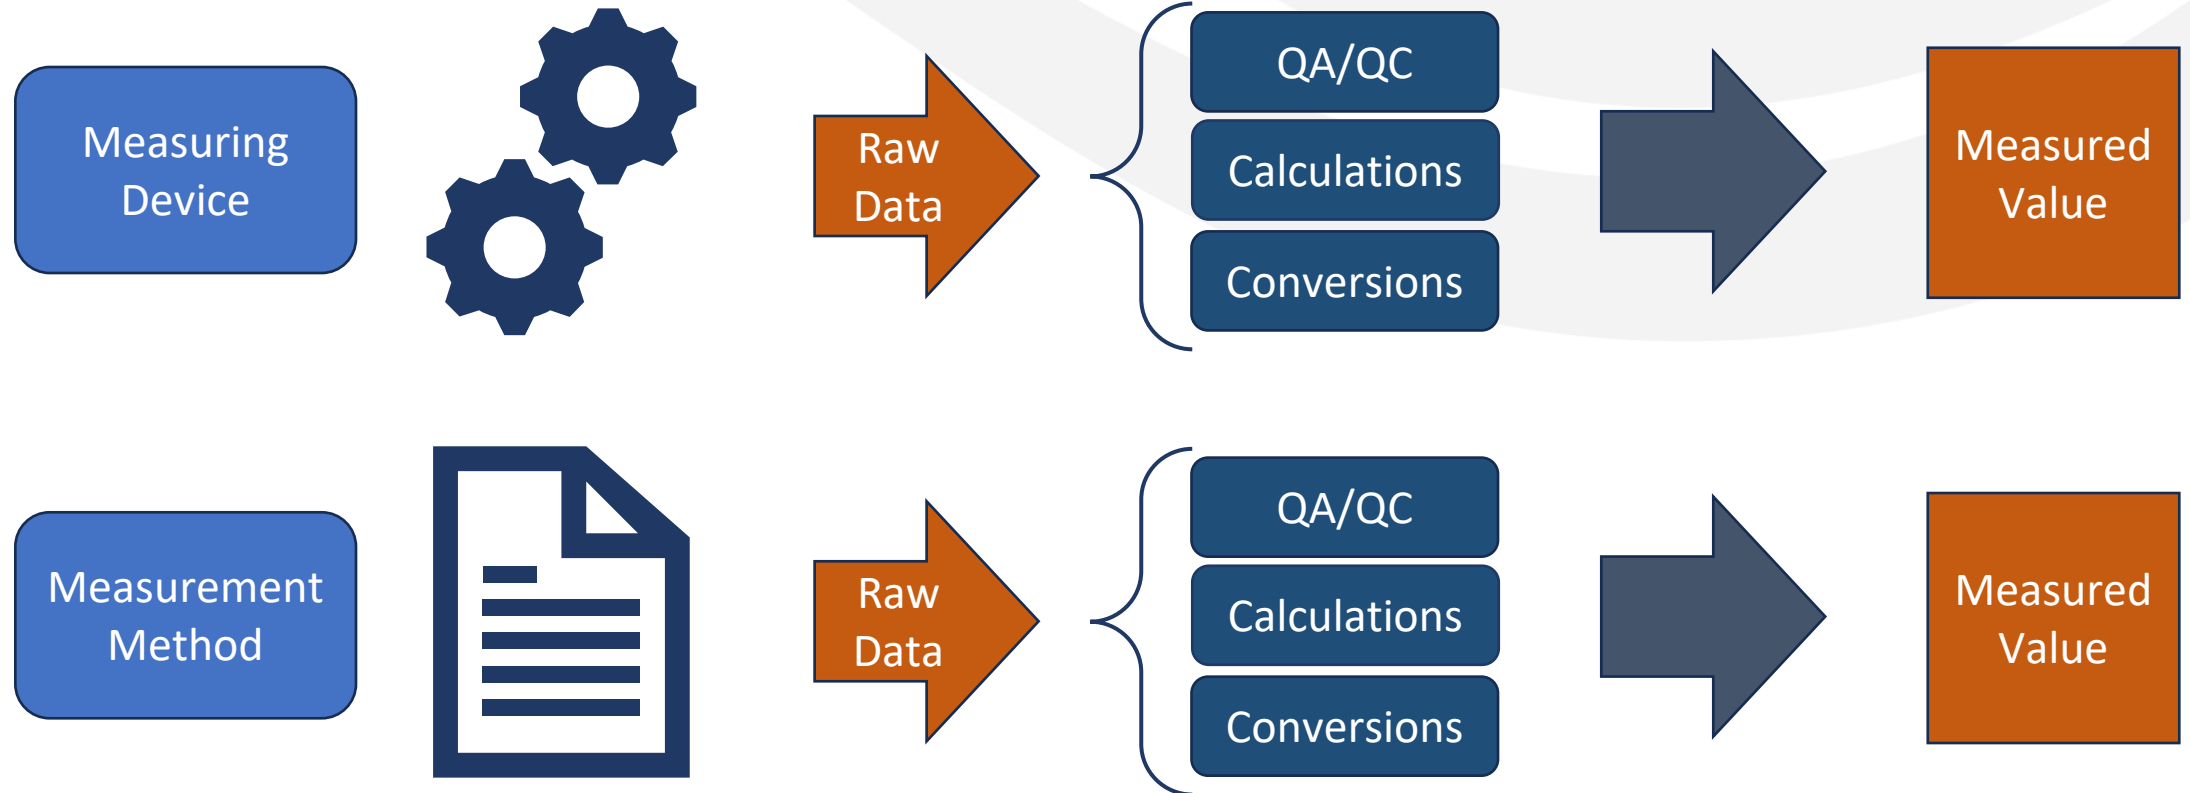 Measuring
Device
Raw
Data
QA/QC
Calculations
Conversions
Measured
Value
Measurement
Method
Raw
Data
QA/QC
Calculations
Conversions
Measured
Value